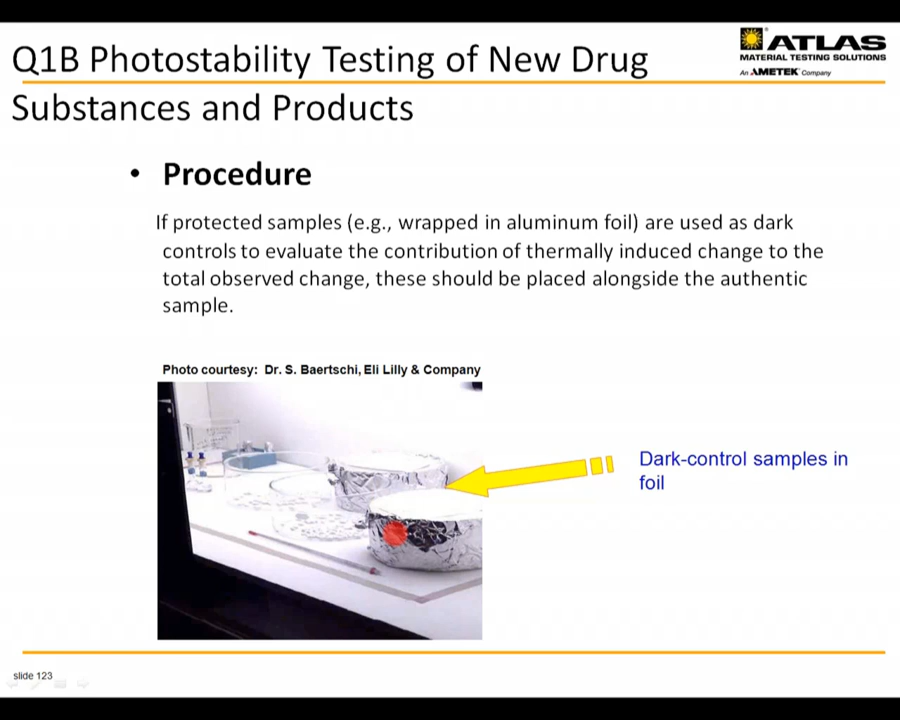 Q1B Photostability Testing of New Drug
Substances and Products
ATLAS
MATERIAL TESTING SOLUTIONS
An AMETEK Company
• Procedure
If protected samples (e.g., wrapped in aluminum foil) are used as dark
controls to evaluate the contribution of thermally induced change to the
total observed change, these should be placed alongside the authentic
sample.
Photo courtesy: Dr. S. Baertschi, Eli Lilly & Company
Dark-control samples in
foil
slide 123